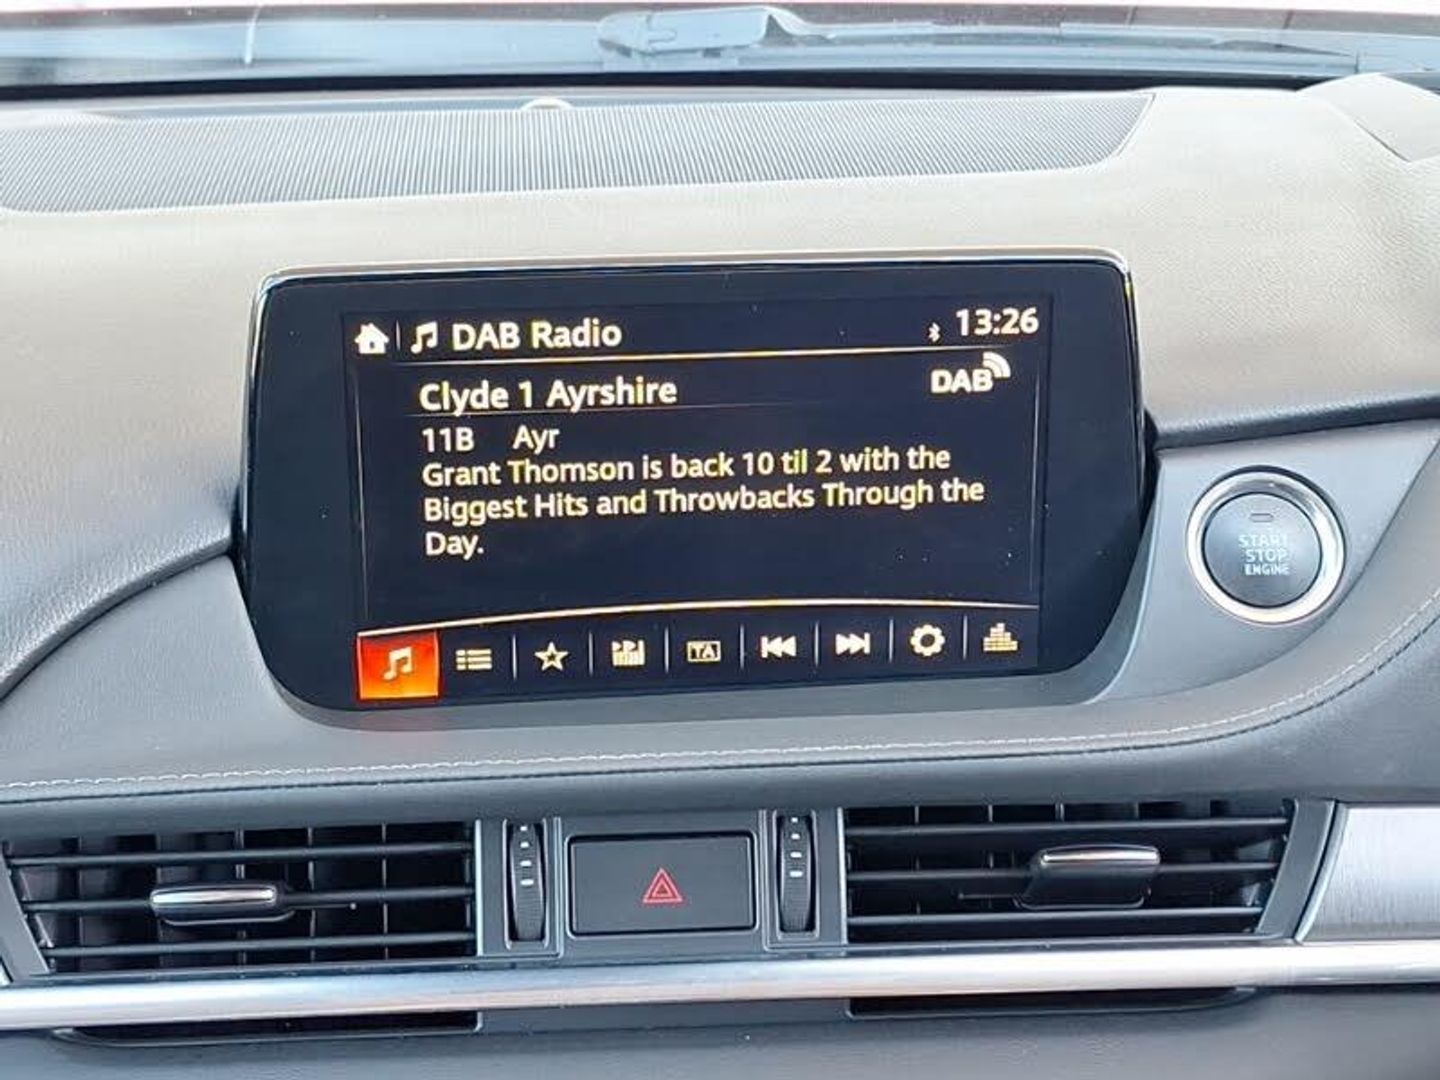 DAB Radio 13:26
Clyde 1 Ayrshire DAB
11B Ayr
Grant Thomson is back 10 til 2 with the
Biggest Hits and Throwbacks Through the
Day.
TA
START
STOP
ENGINE